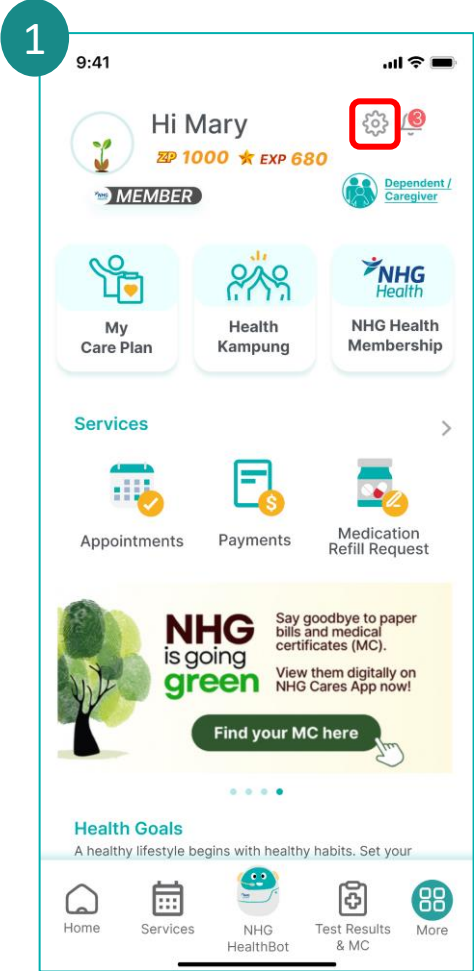 1
9:41
Hi Mary
3
ZP 1000 EXP 680
MEMBER
Dependent /
Caregiver
NHG
Health
My
Care Plan
Health
Kampung
NHG Health
Membership
Services
Appointments
Payments
Medication
Refill Request
NHG
is going
green
Say goodbye to paper
bills and medical
certificates (MC).
View them digitally on
NHG Cares App now!
Find your MC here
Health Goals
A healthy lifestyle begins with healthy habits. Set your
Home
Services
NHG
HealthBot
Test Results
& MC
More